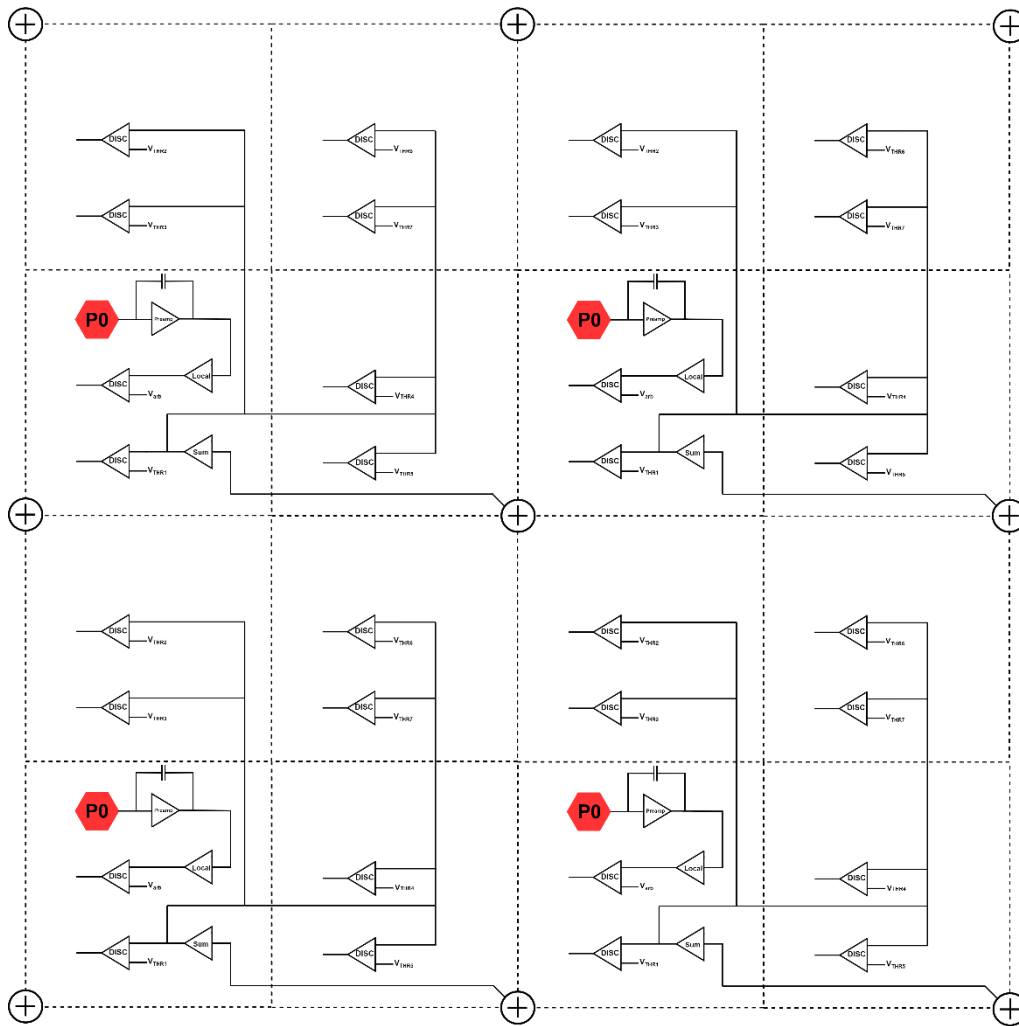 DISC DISC DISC DISC
VTHR2 VTHR6 VTHR2 VTHR6
DISC DISC DISC DISC
VTHR3 VTHR7 VTHR3 VTHR7
P0 Preamp P0 Preamp
DISC Local DISC DISC Local DISC
Varb VTHR4 Varb VTHR4
DISC Sum DISC DISC Sum DISC
VTHR1 VTHR5 VTHR1 VTHR5
DISC DISC DISC DISC
VTHR2 VTHR6 VTHR2 VTHR6
DISC DISC DISC DISC
VTHR3 VTHR7 VTHR3 VTHR7
P0 Preamp P0 Preamp
DISC Local DISC DISC Local DISC
Varb VTHR4 Varb VTHR4
DISC Sum DISC DISC Sum DISC
VTHR1 VTHR5 VTHR1 VTHR5